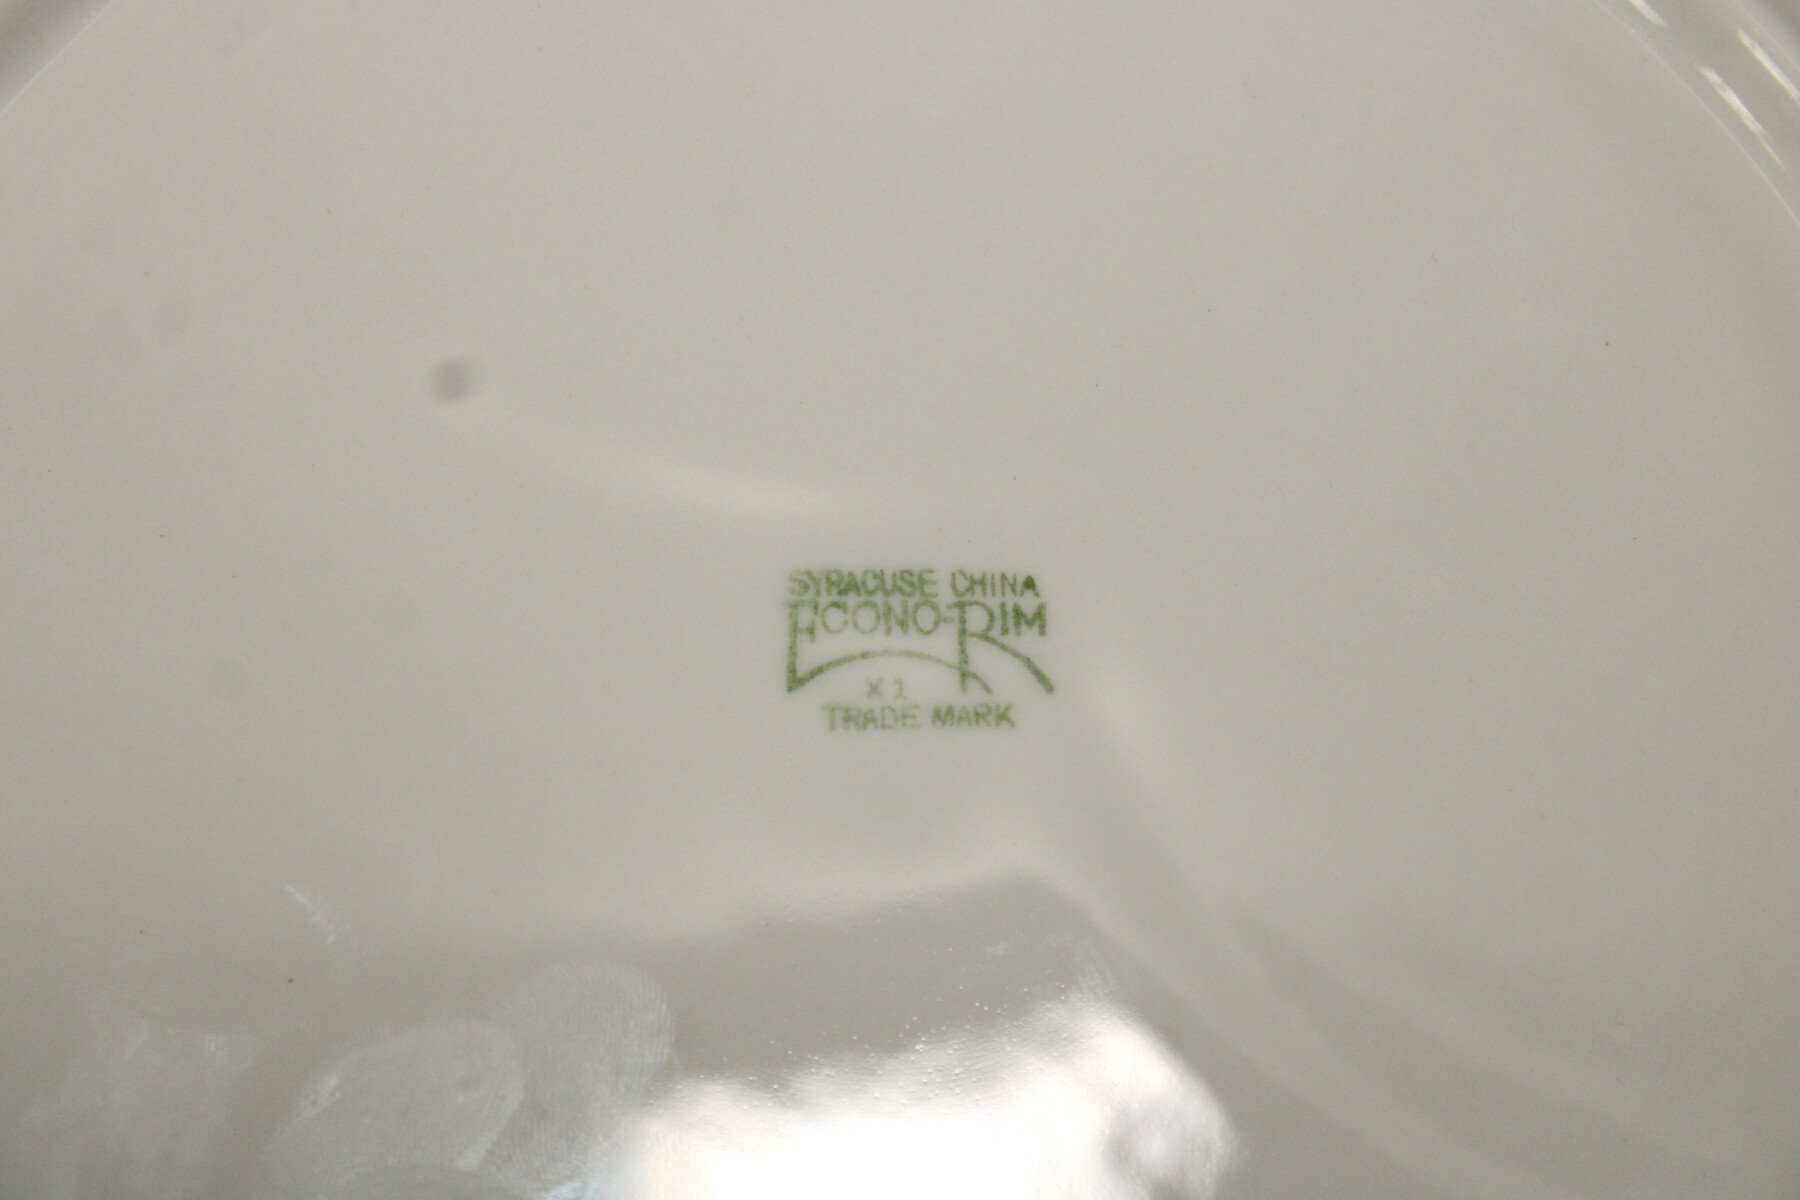 SYRACUSE CHINA
ECONO-RIM
X 1
TRADE MARK